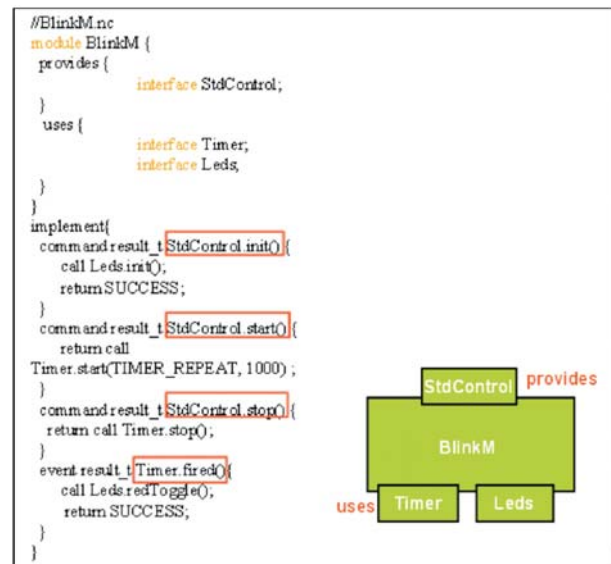 //BlinkM.nc
module BlinkM {
provides {
interface StdControl;
}
uses {
interface Timer;
interface Leds;
}
}
implement{
command result_t StdControl.init() {
call Leds.init();
return SUCCESS;
}
command result_t StdControl.start() {
return call
Timer.start(TIMER_REPEAT, 1000) ;
}
command result_t StdControl.stop() {
return call Timer.stop();
}
event result_t Timer.fired(){
call Leds.redToggle();
return SUCCESS;
}
}
StdControl provides
BlinkM
uses Timer Leds